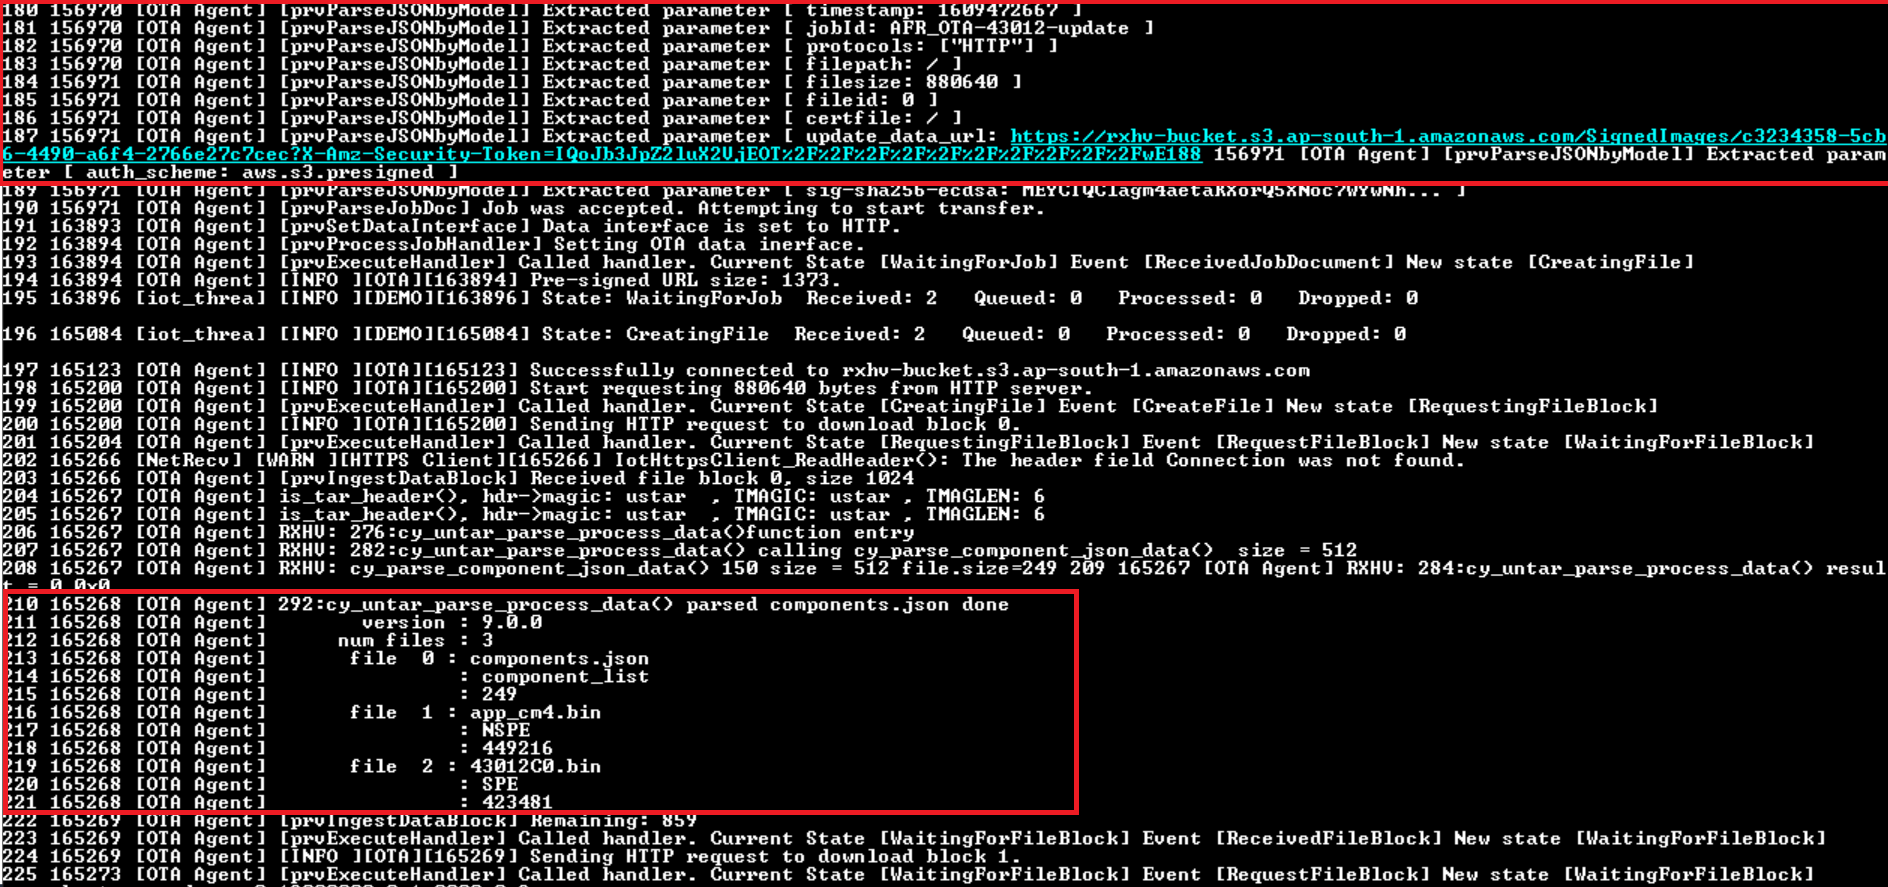 180 156970 [OTA Agent] [prvParseJSONbyModel] Extracted parameter [ timestamp: 1609472667 ]
181 156970 [OTA Agent] [prvParseJSONbyModel] Extracted parameter [ jobId: AFR_OTA-43012-update ]
182 156970 [OTA Agent] [prvParseJSONbyModel] Extracted parameter [ protocols: ["HTTP"] ]
183 156970 [OTA Agent] [prvParseJSONbyModel] Extracted parameter [ filepath: / ]
184 156971 [OTA Agent] [prvParseJSONbyModel] Extracted parameter [ filesize: 880640 ]
185 156971 [OTA Agent] [prvParseJSONbyModel] Extracted parameter [ fileid: 0 ]
186 156971 [OTA Agent] [prvParseJSONbyModel] Extracted parameter [ certfile: / ]
187 156971 [OTA Agent] [prvParseJSONbyModel] Extracted parameter [ update_data_url: https://rxhv-bucket.s3.ap-south-1.amazonaws.com/SignedImages/c3234358-5cb
6-4490-a6f4-2766e27c7cec?X-Amz-Security-Token=IQoJb3JpZ2luX2VjEOT%2F%2F%2F%2F%2F%2F%2F%2F%2F%2FwE188 156971 [OTA Agent] [prvParseJSONbyModel] Extracted param
eter [ auth_scheme: aws.s3.presigned ]
189 156971 [OTA Agent] [prvParseJSONbyModel] Extracted parameter [ sig-sha256-ecdsa: MEYCIQClagm4aetaKXorQ5XNoc7WYwNh... ]
190 156971 [OTA Agent] [prvParseJobDoc] Job was accepted. Attempting to start transfer.
191 163893 [OTA Agent] [prvSetDataInterface] Data interface is set to HTTP.
192 163894 [OTA Agent] [prvProcessJobHandler] Setting OTA data inerface.
193 163894 [OTA Agent] [prvExecuteHandler] Called handler. Current State [WaitingForJob] Event [ReceivedJobDocument] New state [CreatingFile]
194 163894 [OTA Agent] [INFO ][OTA][163894] Pre-signed URL size: 1373.
195 163896 [iot_threa] [INFO ][DEMO][163896] State: WaitingForJob  Received: 2   Queued: 0   Processed: 0   Dropped: 0
196 165084 [iot_threa] [INFO ][DEMO][165084] State: CreatingFile  Received: 2   Queued: 0   Processed: 0   Dropped: 0
197 165123 [OTA Agent] [INFO ][OTA][165123] Successfully connected to rxhv-bucket.s3.ap-south-1.amazonaws.com
198 165200 [OTA Agent] [INFO ][OTA][165200] Start requesting 880640 bytes from HTTP server.
199 165200 [OTA Agent] [prvExecuteHandler] Called handler. Current State [CreatingFile] Event [CreateFile] New state [RequestingFileBlock]
200 165200 [OTA Agent] [INFO ][OTA][165200] Sending HTTP request to download block 0.
201 165204 [OTA Agent] [prvExecuteHandler] Called handler. Current State [RequestingFileBlock] Event [RequestFileBlock] New state [WaitingForFileBlock]
202 165266 [NetRecv] [WARN ][HTTPS Client][165266] IotHttpsClient_ReadHeader(): The header field Connection was not found.
203 165266 [OTA Agent] [prvIngestDataBlock] Received file block 0, size 1024
204 165267 [OTA Agent] is_tar_header(), hdr->magic: ustar  , TMAGIC: ustar , TMAGLEN: 6
205 165267 [OTA Agent] is_tar_header(), hdr->magic: ustar  , TMAGIC: ustar , TMAGLEN: 6
206 165267 [OTA Agent] RXHV: 276:cy_untar_parse_process_data()function entry
207 165267 [OTA Agent] RXHV: 282:cy_untar_parse_process_data() calling cy_parse_component_json_data()  size = 512
208 165267 [OTA Agent] RXHV: cy_parse_component_json_data() 150 size = 512 file.size=249 209 165267 [OTA Agent] RXHV: 284:cy_untar_parse_process_data() resul
t = 0 0x0
210 165268 [OTA Agent] 292:cy_untar_parse_process_data() parsed components.json done
211 165268 [OTA Agent]        version : 9.0.0
212 165268 [OTA Agent]      num files : 3
213 165268 [OTA Agent]       file  0 : components.json
214 165268 [OTA Agent]                : component_list
215 165268 [OTA Agent]                : 249
216 165268 [OTA Agent]       file  1 : app_cm4.bin
217 165268 [OTA Agent]                : NSPE
218 165268 [OTA Agent]                : 449216
219 165268 [OTA Agent]       file  2 : 43012C0.bin
220 165268 [OTA Agent]                : SPE
221 165268 [OTA Agent]                : 423481
222 165269 [OTA Agent] [prvIngestDataBlock] Remaining: 859
223 165269 [OTA Agent] [prvExecuteHandler] Called handler. Current State [WaitingForFileBlock] Event [ReceivedFileBlock] New state [WaitingForFileBlock]
224 165269 [OTA Agent] [INFO ][OTA][165269] Sending HTTP request to download block 1.
225 165273 [OTA Agent] [prvExecuteHandler] Called handler. Current State [WaitingForFileBlock] Event [RequestFileBlock] New state [WaitingForFileBlock]